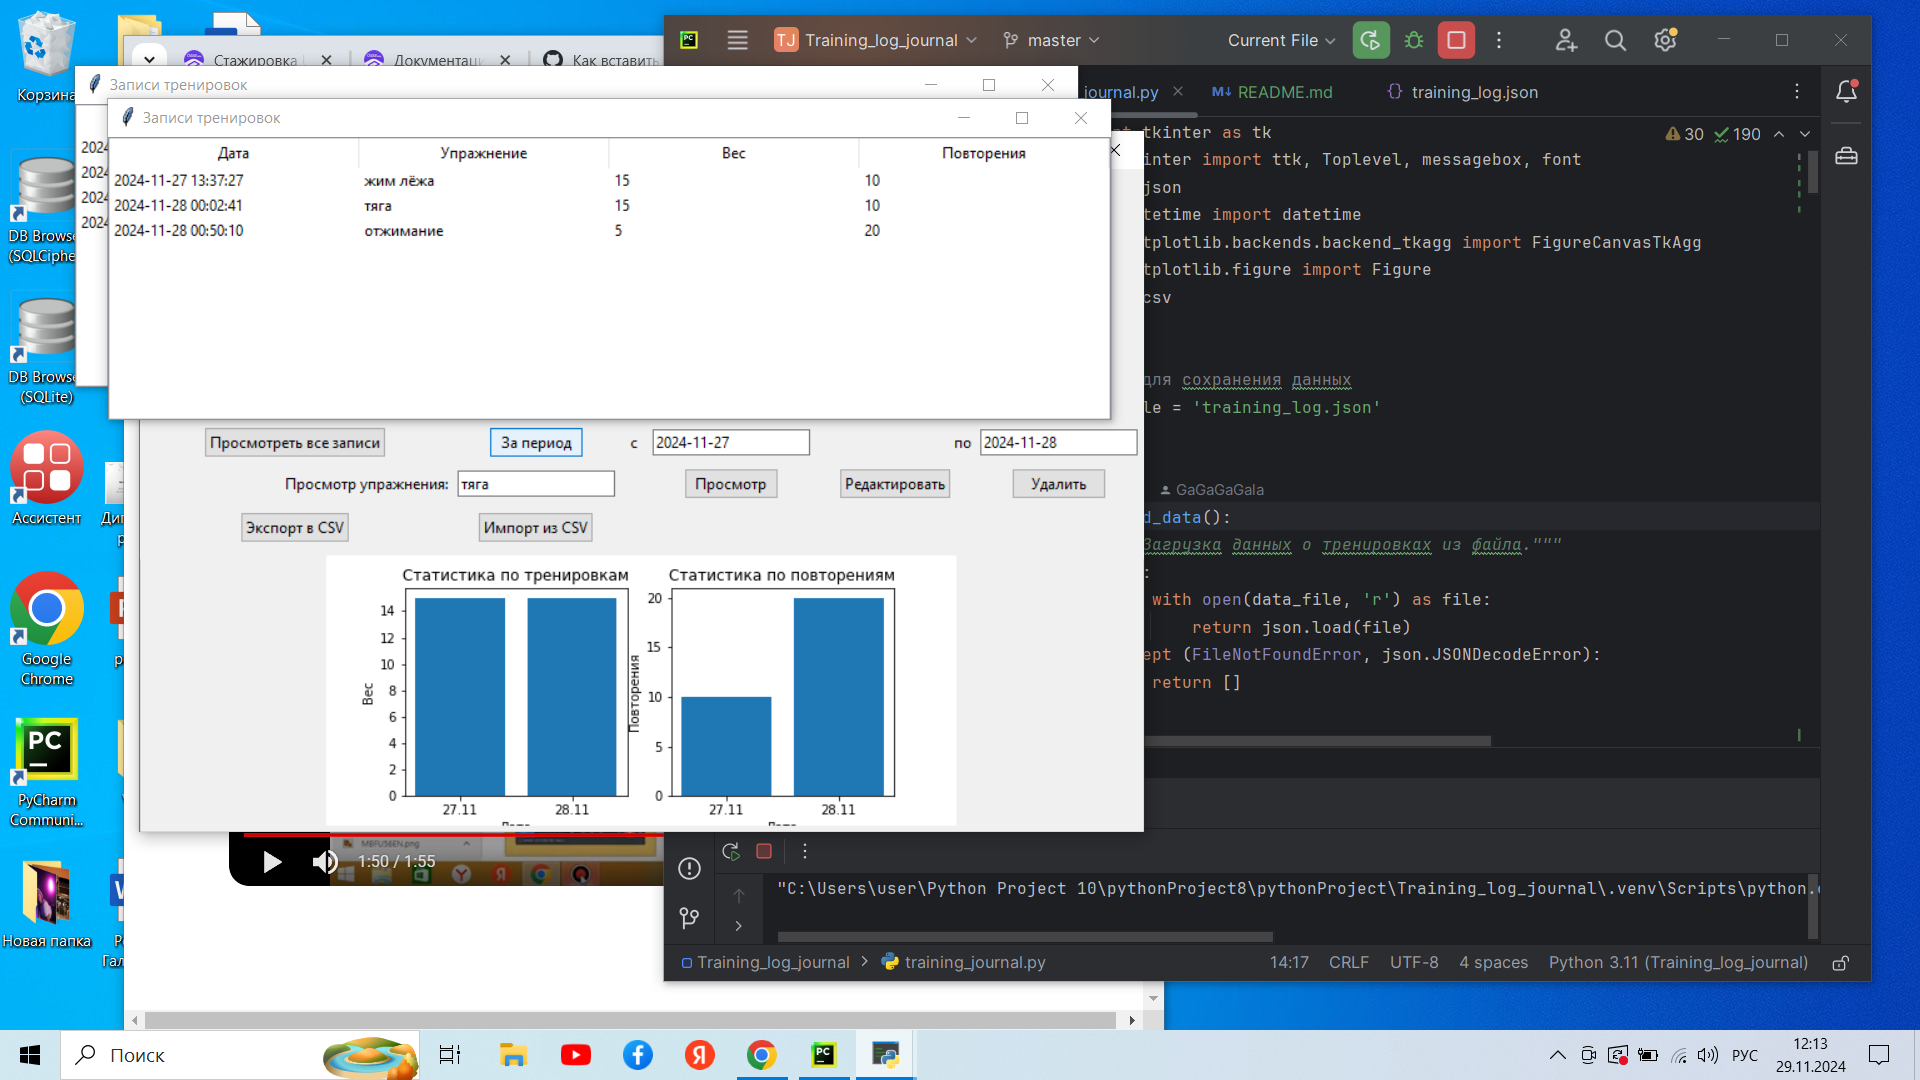 Корзина
DB Browse
(SQLCiphe
DB Browse
(SQLite)
Ассистент
Google
Chrome
PyCharm
Communi...
Новая папка
Стажировка
Документац
Как вставить
Записи тренировок
Записи тренировок
2024
2024
2024
2024
Дата Упражнение Вес Повторения
2024-11-27 13:37:27 жим лёжа 15 10
2024-11-28 00:02:41 тяга 15 10
2024-11-28 00:50:10 отжимание 5 20
Просмотреть все записи За период с 2024-11-27 по 2024-11-28
Просмотр упражнения: тяга Просмотр Редактировать Удалить
Экспорт в CSV Импорт из CSV
Статистика по тренировкам
Вес
14
12
10
8
6
4
2
0
27.11 28.11
Статистика по повторениям
Повторения
20
15
10
5
0
27.11 28.11
MBFU56EN.png
1:50 / 1:55
PC
TJ Training_log_journal master Current File
journal.py README.md training_log.json
30 190
tkinter as tk
inter import ttk, Toplevel, messagebox, font
json
tetime import datetime
tplotlib.backends.backend_tkagg import FigureCanvasTkAgg
tplotlib.figure import Figure
csv
для сохранения данных
le = 'training_log.json'
GaGaGaGala
d_data():
Загрузка данных о тренировках из файла."""
:
with open(data_file, 'r') as file:
return json.load(file)
ept (FileNotFoundError, json.JSONDecodeError):
return []
"C:\Users\user\Python Project 10\pythonProject8\pythonProject\Training_log_journal\.venv\Scripts\python.
Training_log_journal training_journal.py 14:17 CRLF UTF-8 4 spaces Python 3.11 (Training_log_journal)
Поиск
РУС
12:13
29.11.2024